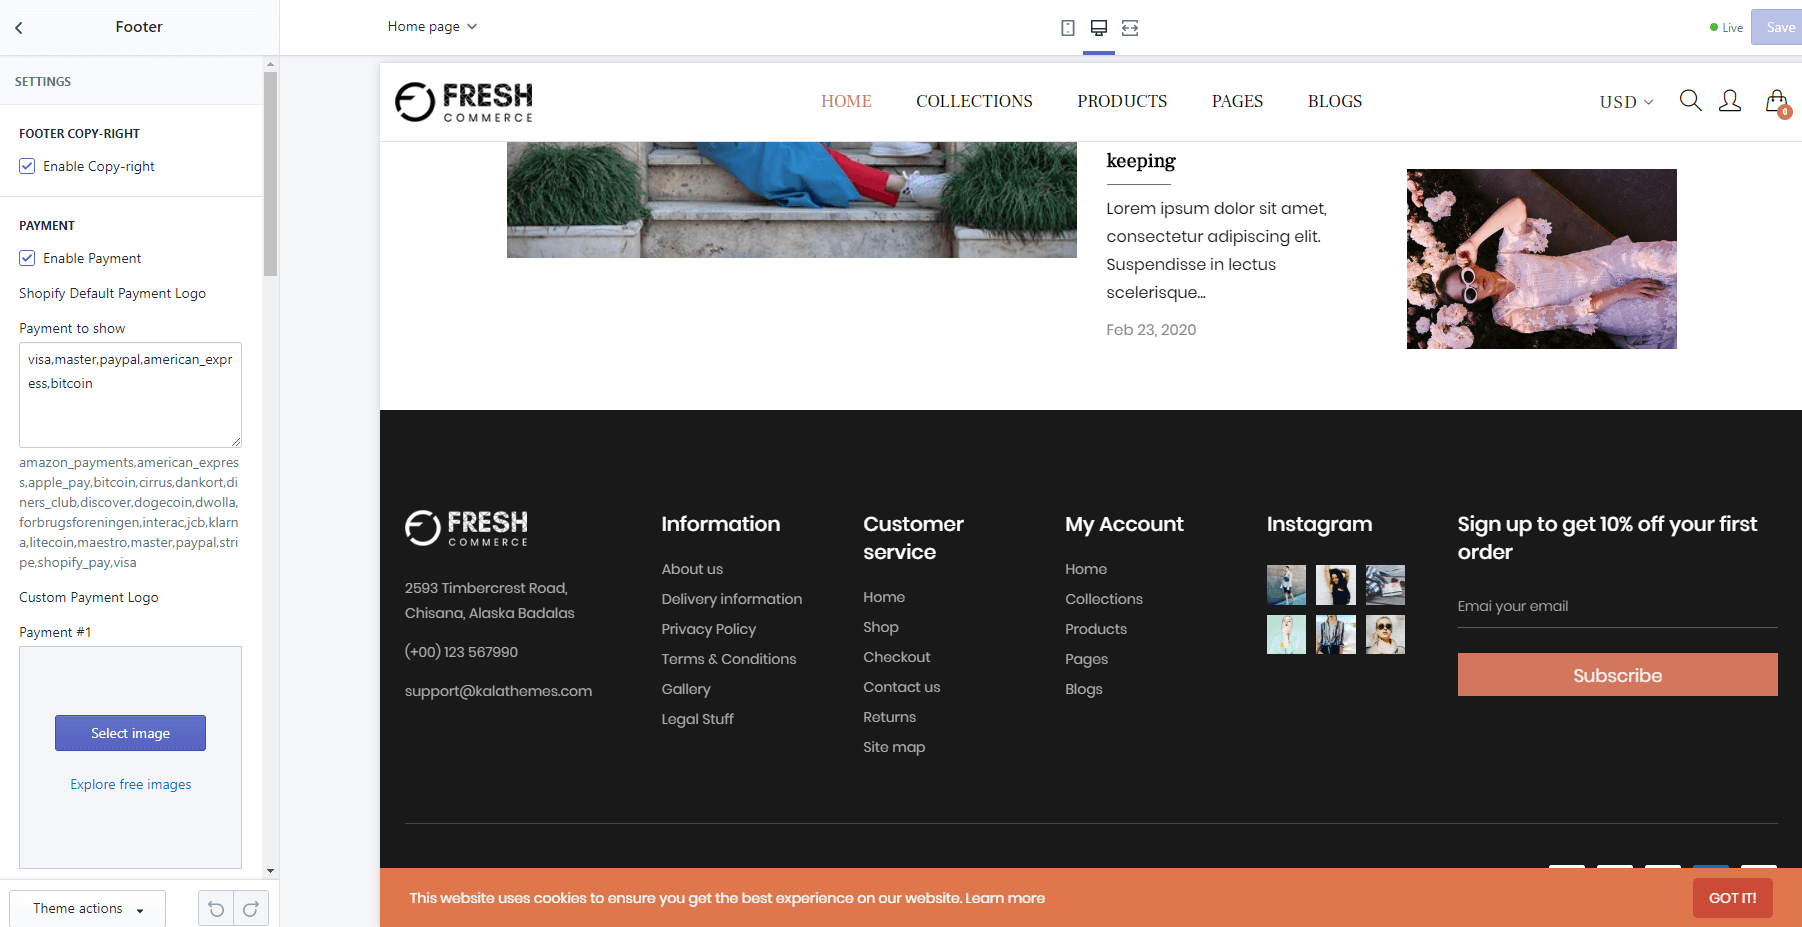 Footer
Home page
Live
Save
SETTINGS
FOOTER COPY-RIGHT
Enable Copy-right
PAYMENT
Enable Payment
Shopify Default Payment Logo
Payment to show
visa,master,paypal,american_expr
ess,bitcoin
amazon_payments,american_expres
s,apple_pay,bitcoin,cirrus,dankort,di
ners_club,discover,dogecoin,dwolla,
forbrugsforeningen,interac,jcb,klarn
a,litecoin,maestro,master,paypal,stri
pe,shopify_pay,visa
Custom Payment Logo
Payment #1
Select image
Explore free images
Theme actions
FRESH
COMMERCE
HOME
COLLECTIONS
PRODUCTS
PAGES
BLOGS
USD
0
keeping
Lorem ipsum dolor sit amet,
consectetur adipiscing elit.
Suspendisse in lectus
scelerisque...
Feb 23, 2020
FRESH
COMMERCE
2593 Timbercrest Road,
Chisana, Alaska Badalas
(+00) 123 567990
support@kalathemes.com
Information
About us
Delivery information
Privacy Policy
Terms & Conditions
Gallery
Legal Stuff
Customer
service
Home
Shop
Checkout
Contact us
Returns
Site map
My Account
Home
Collections
Products
Pages
Blogs
Instagram
Sign up to get 10% off your first
order
Emai your email
Subscribe
This website uses cookies to ensure you get the best experience on our website. Learn more
GOT IT!